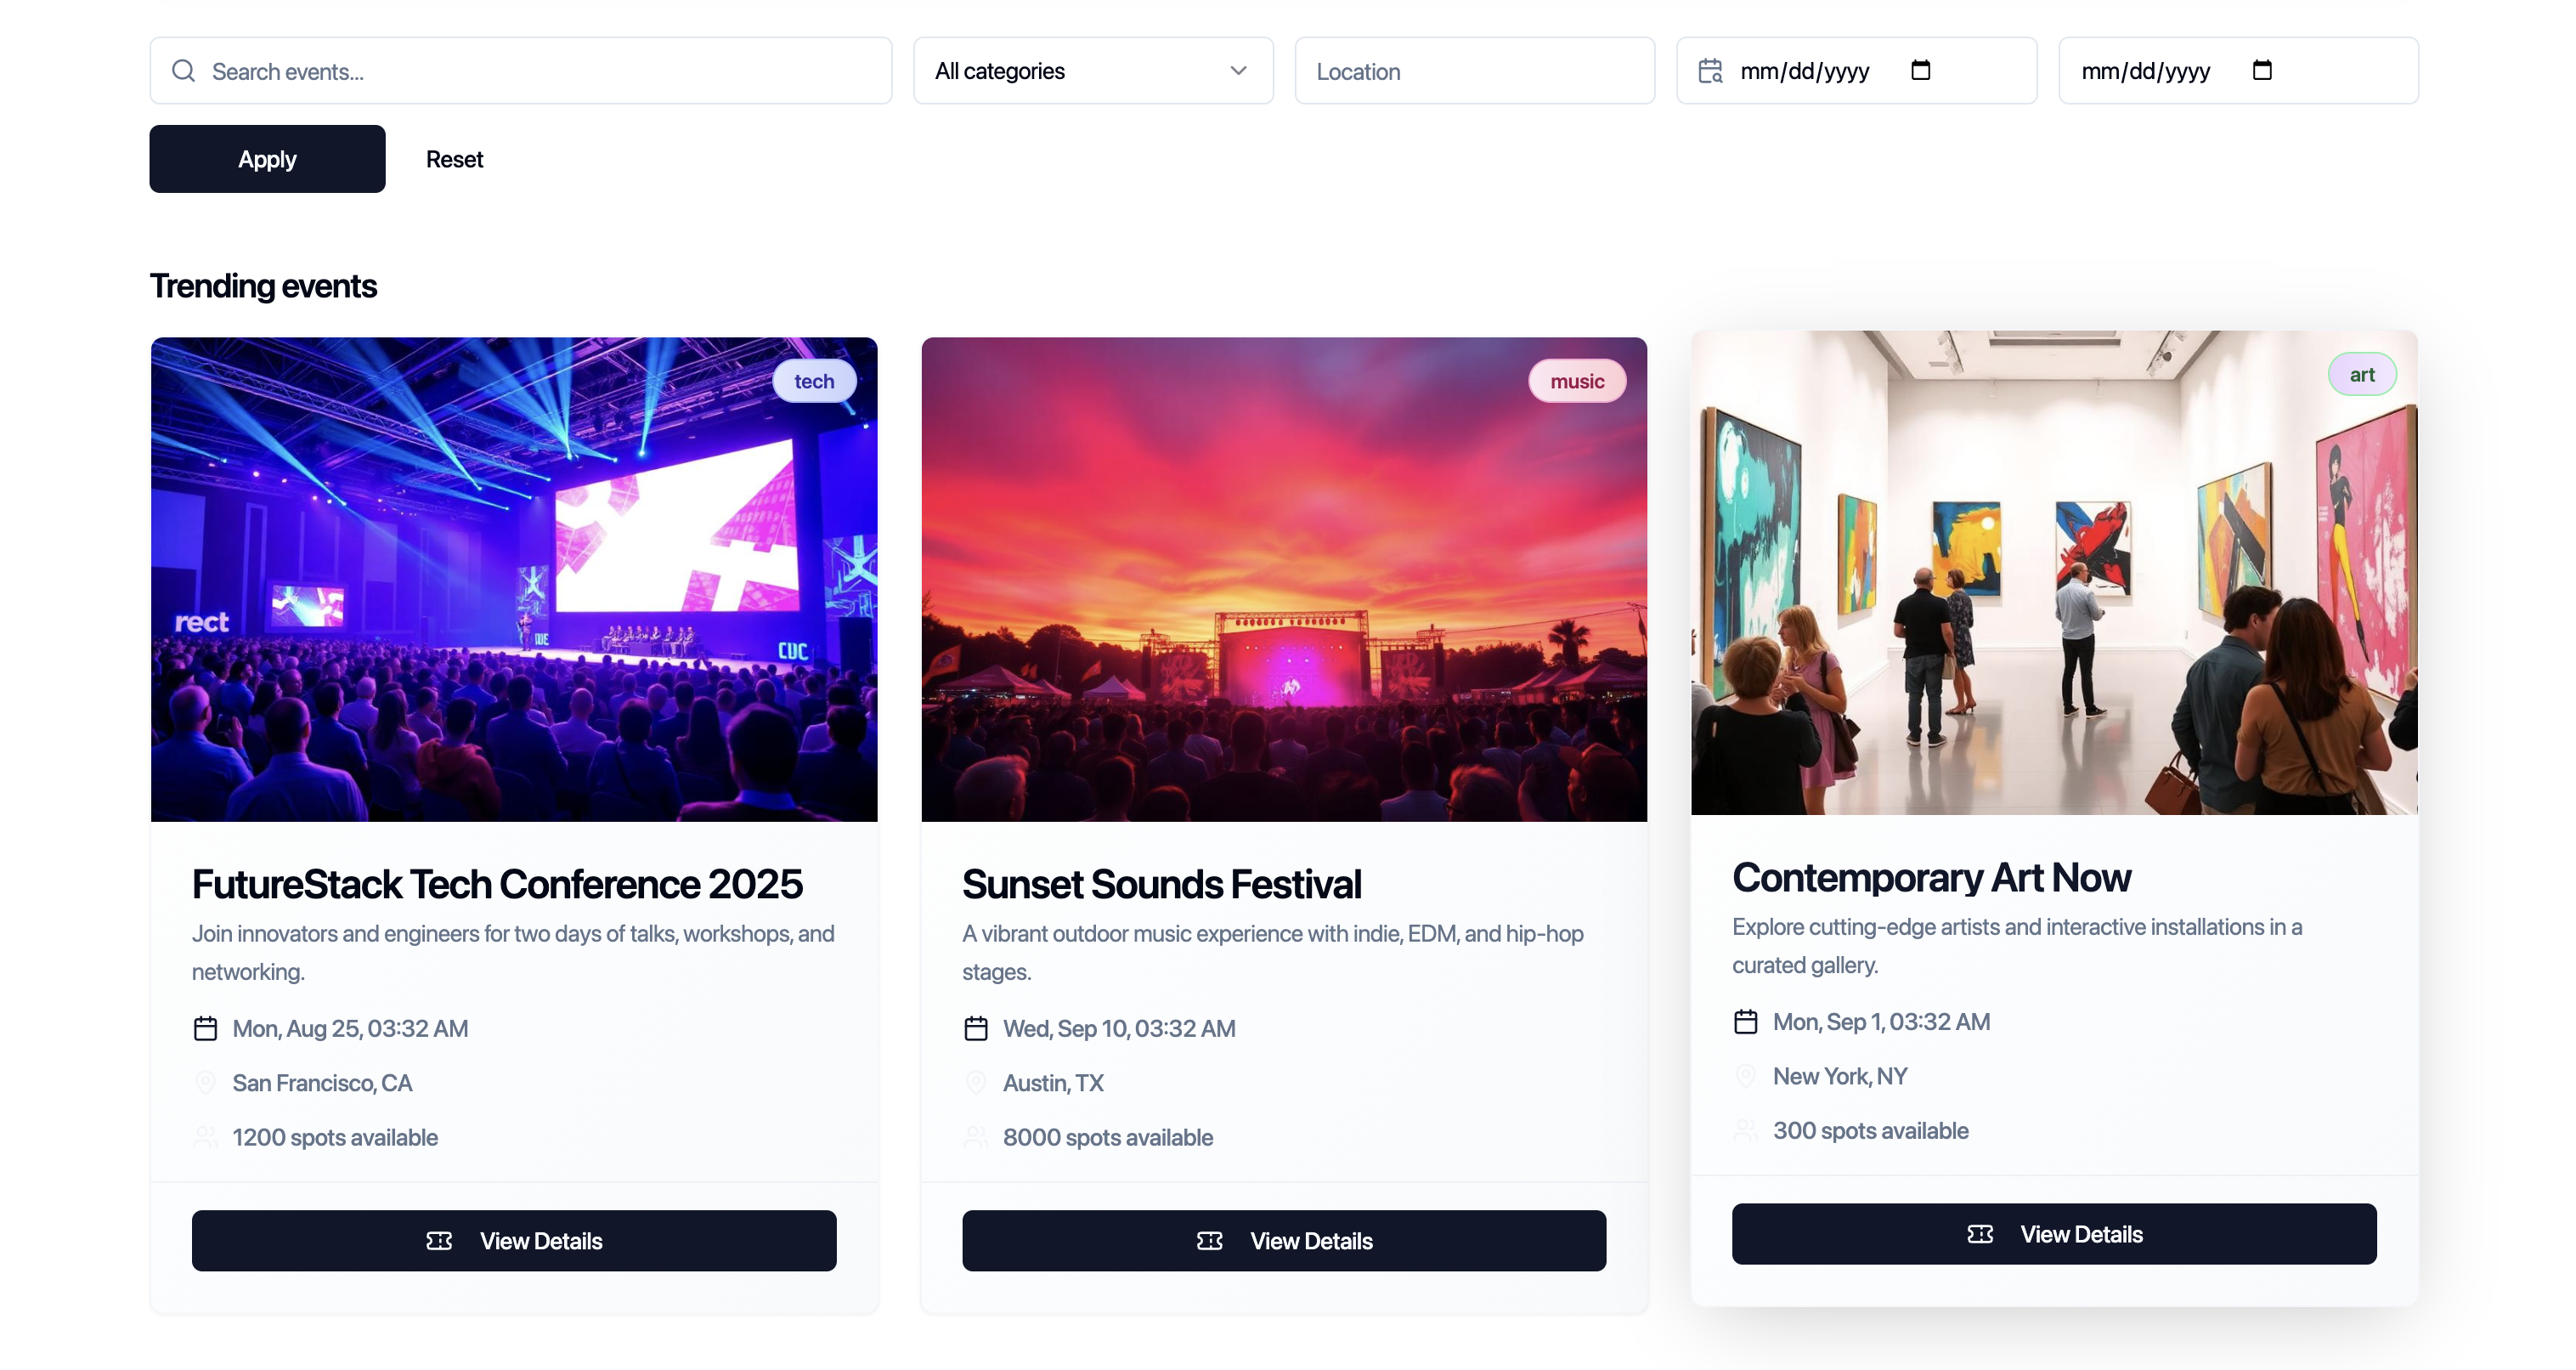 Search events...
All categories
Location
mm/dd/yyyy
mm/dd/yyyy
Apply
Reset
Trending events
tech
rect
CUC
FutureStack Tech Conference 2025
Join innovators and engineers for two days of talks, workshops, and
networking.
Mon, Aug 25, 03:32 AM
San Francisco, CA
1200 spots available
View Details
music
Sunset Sounds Festival
A vibrant outdoor music experience with indie, EDM, and hip-hop
stages.
Wed, Sep 10, 03:32 AM
Austin, TX
8000 spots available
View Details
art
Contemporary Art Now
Explore cutting-edge artists and interactive installations in a
curated gallery.
Mon, Sep 1, 03:32 AM
New York, NY
300 spots available
View Details